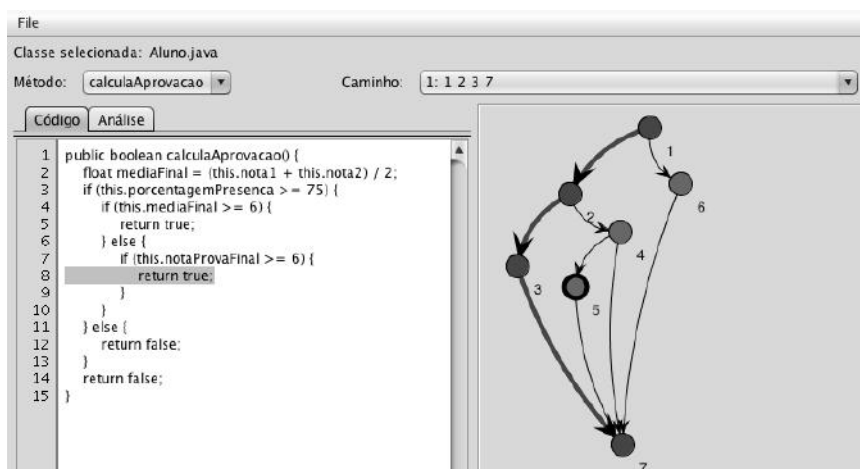 File
Classe selecionada: Aluno.java
Método: calculaAprovacao Caminho: 1: 1 2 3 7
Código Análise
1 public boolean calculaAprovacao() {
2 float mediaFinal = (this.nota1 + this.nota2) / 2;
3 if (this.porcentagemPresenca >= 75) {
4 if (this.mediaFinal >= 6) {
5 return true;
6 } else {
7 if (this.notaProvaFinal >= 6) {
8 return true;
9 }
10 }
11 } else {
12 return false;
13 }
14 return false;
15 }
1
6
2
4
3
5
7